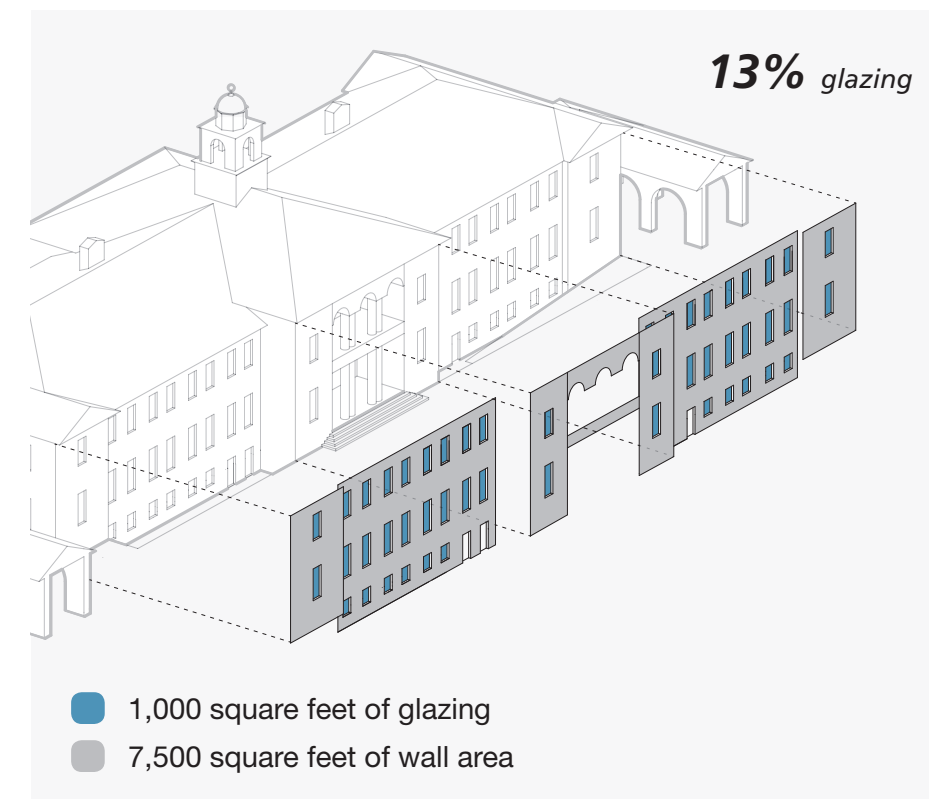 13% glazing
1,000 square feet of glazing
7,500 square feet of wall area